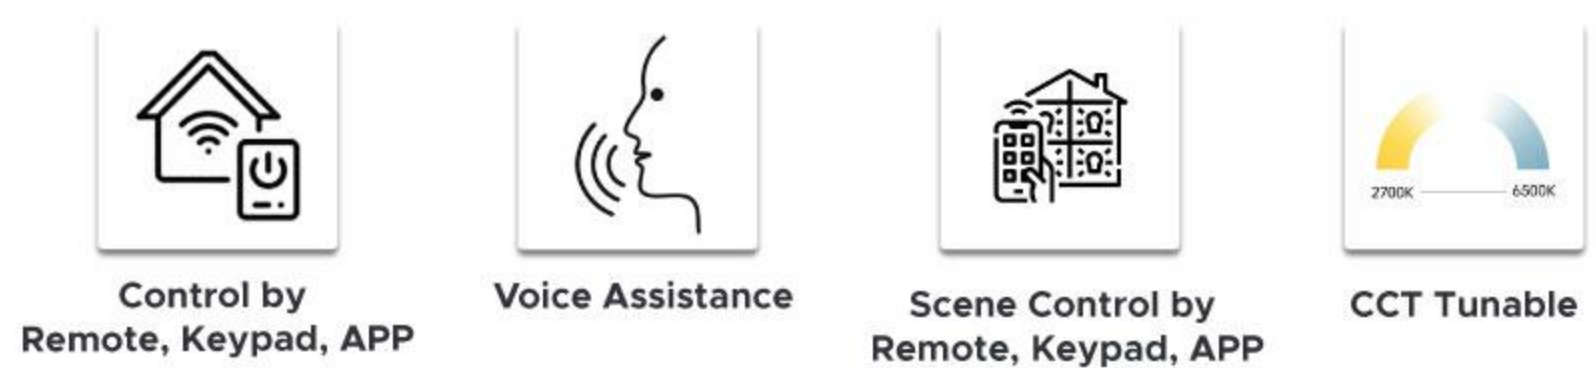 Control by
Remote, Keypad, APP
Voice Assistance
Scene Control by
Remote, Keypad, APP
2700K
6500K
CCT Tunable